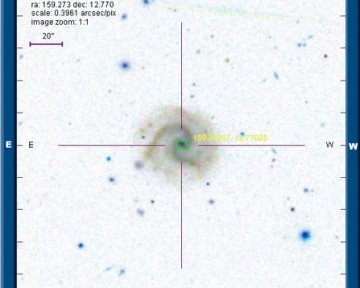 ra: 159.273 dec: 12.770
scale: 0.3961 arcsec/pix
image zoom: 1:1
20"
E E W W